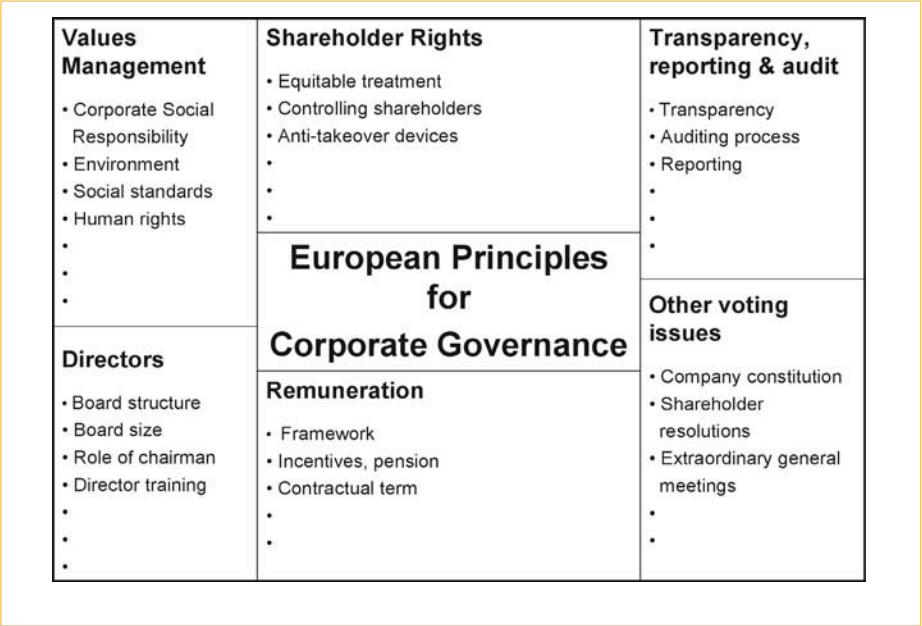 Values
Management
• Corporate Social
Responsibility
• Environment
• Social standards
• Human rights
•
•
•
Shareholder Rights
• Equitable treatment
• Controlling shareholders
• Anti-takeover devices
•
•
•
Transparency,
reporting & audit
• Transparency
• Auditing process
• Reporting
•
•
•
European Principles
for
Corporate Governance
Directors
• Board structure
• Board size
• Role of chairman
• Director training
•
•
•
Remuneration
• Framework
• Incentives, pension
• Contractual term
•
•
Other voting
issues
• Company constitution
• Shareholder
resolutions
• Extraordinary general
meetings
•
•